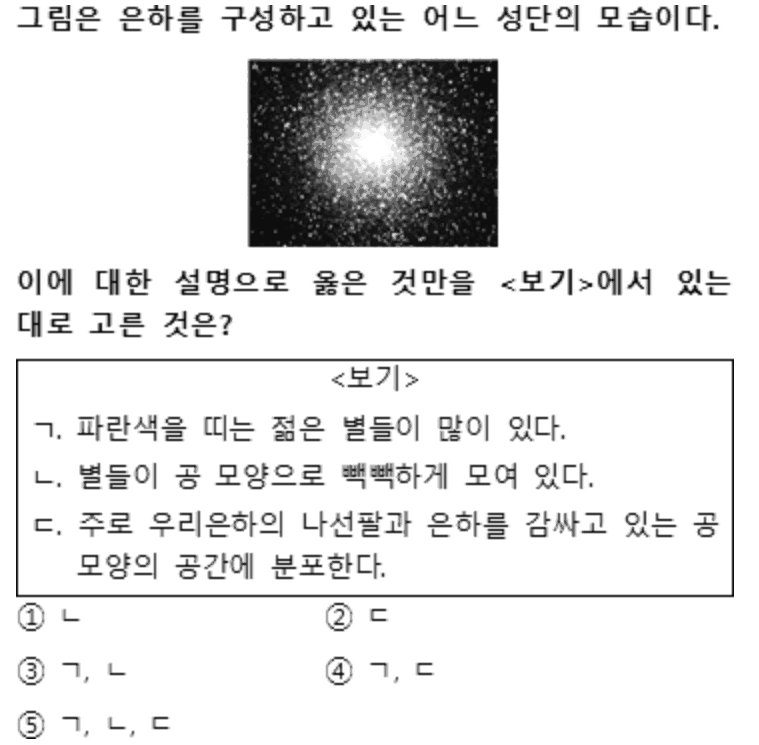 그림은 은하를 구성하고 있는 어느 성단의 모습이다.
이에 대한 설명으로 옳은 것만을 <보기>에서 있는
대로 고른 것은?
<보기>
ㄱ. 파란색을 띠는 젊은 별들이 많이 있다.
ㄴ. 별들이 공 모양으로 빽빽하게 모여 있다.
ㄷ. 주로 우리은하의 나선팔과 은하를 감싸고 있는 공
모양의 공간에 분포한다.
① ㄴ ② ㄷ
③ ㄱ, ㄴ ④ ㄱ, ㄷ
⑤ ㄱ, ㄴ, ㄷ